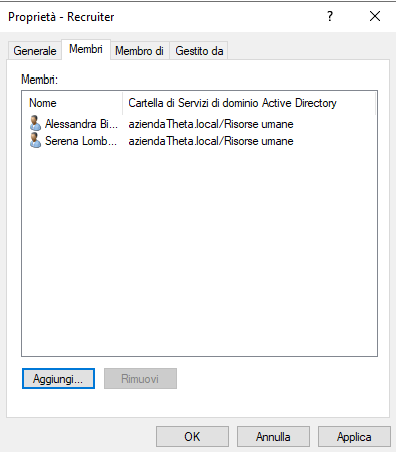 Proprietà - Recruiter
Generale Membri Membro di Gestito da
Membri:
Nome Cartella di Servizi di dominio Active Directory
Alessandra Bi... aziendaTheta.local/Risorse umane
Serena Lomb... aziendaTheta.local/Risorse umane
Aggiungi... Rimuovi
OK Annulla Applica